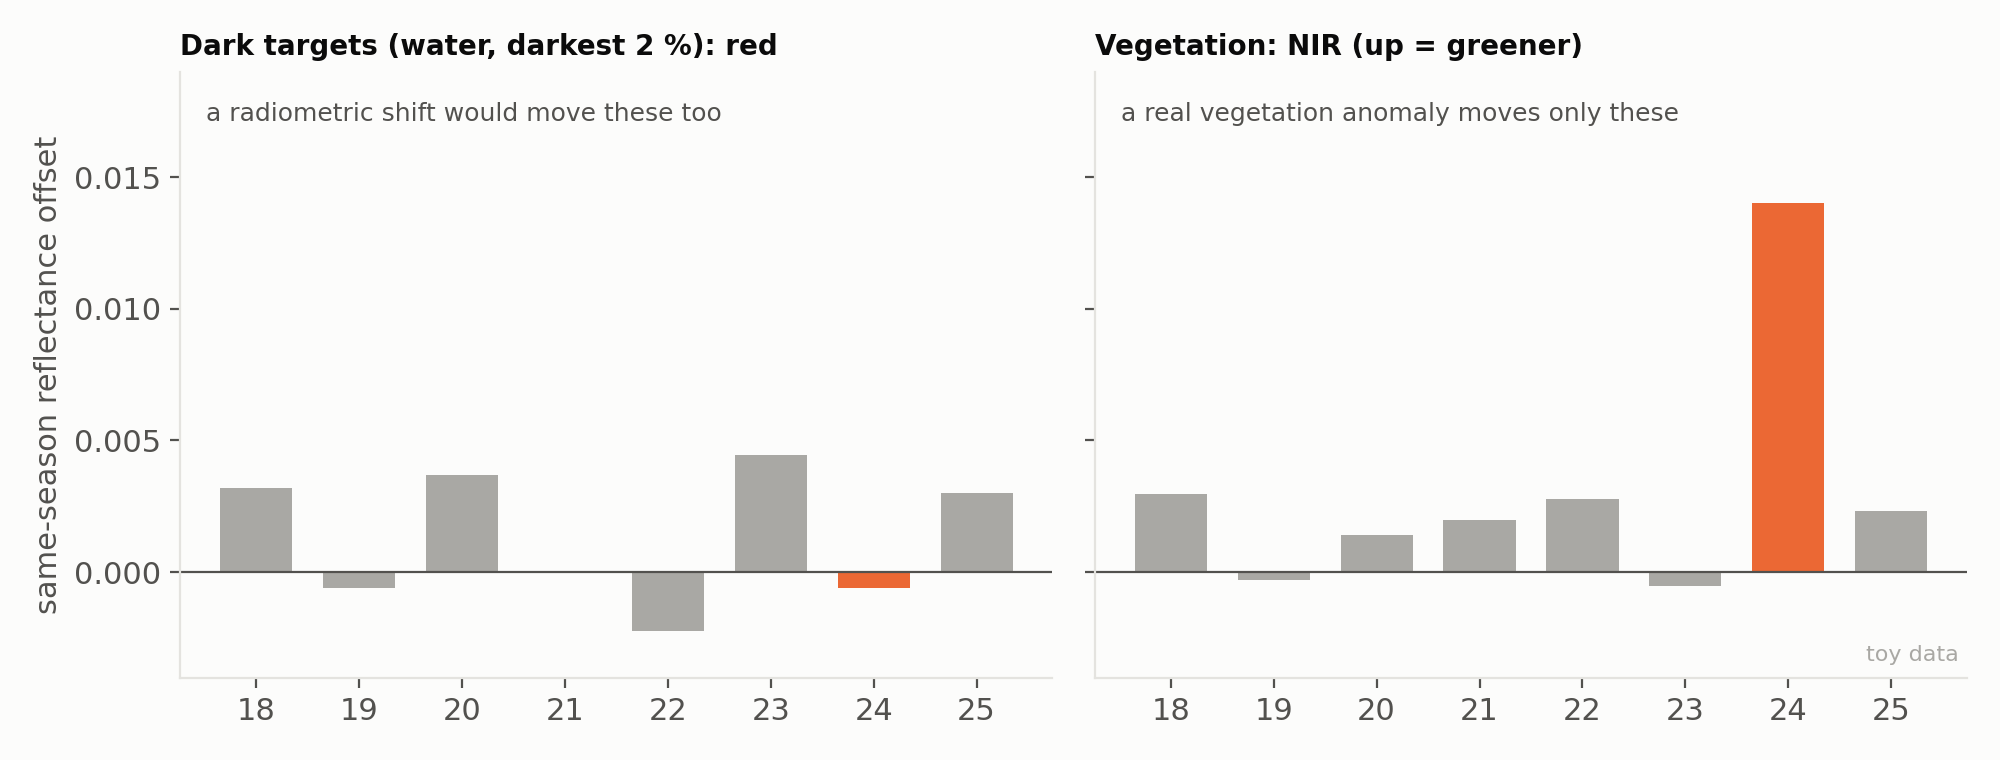 Dark targets (water, darkest 2 %): red
a radiometric shift would move these too
same-season reflectance offset
0.015
0.010
0.005
0.000
18 19 20 21 22 23 24 25
Vegetation: NIR (up = greener)
a real vegetation anomaly moves only these
toy data
18 19 20 21 22 23 24 25